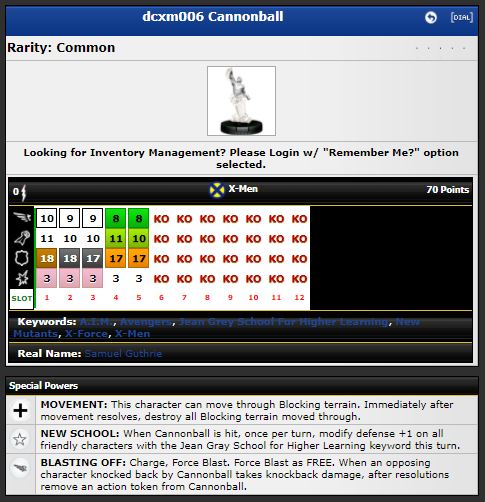 dcxm006 Cannonball
[DIAL]
Rarity: Common
Looking for Inventory Management? Please Login w/ "Remember Me?" option
selected.
0 X-Men 70 Points
10 9 9 8 8 KO KO KO KO KO KO KO
11 10 10 11 10 KO KO KO KO KO KO KO
18 18 17 17 17 KO KO KO KO KO KO KO
3 3 3 3 3 KO KO KO KO KO KO KO
SLOT 1 2 3 4 5 6 7 8 9 10 11 12
Keywords: A.I.M., Avengers, Jean Grey School For Higher Learning, New
Mutants, X-Force, X-Men
Real Name: Samuel Guthrie
Special Powers
MOVEMENT: This character can move through Blocking terrain. Immediately after
movement resolves, destroy all Blocking terrain moved through.
NEW SCHOOL: When Cannonball is hit, once per turn, modify defense +1 on all
friendly characters with the Jean Gray School for Higher Learning keyword this turn.
BLASTING OFF: Charge, Force Blast. Force Blast as FREE. When an opposing
character knocked back by Cannonball takes knockback damage, after resolutions
remove an action token from Cannonball.